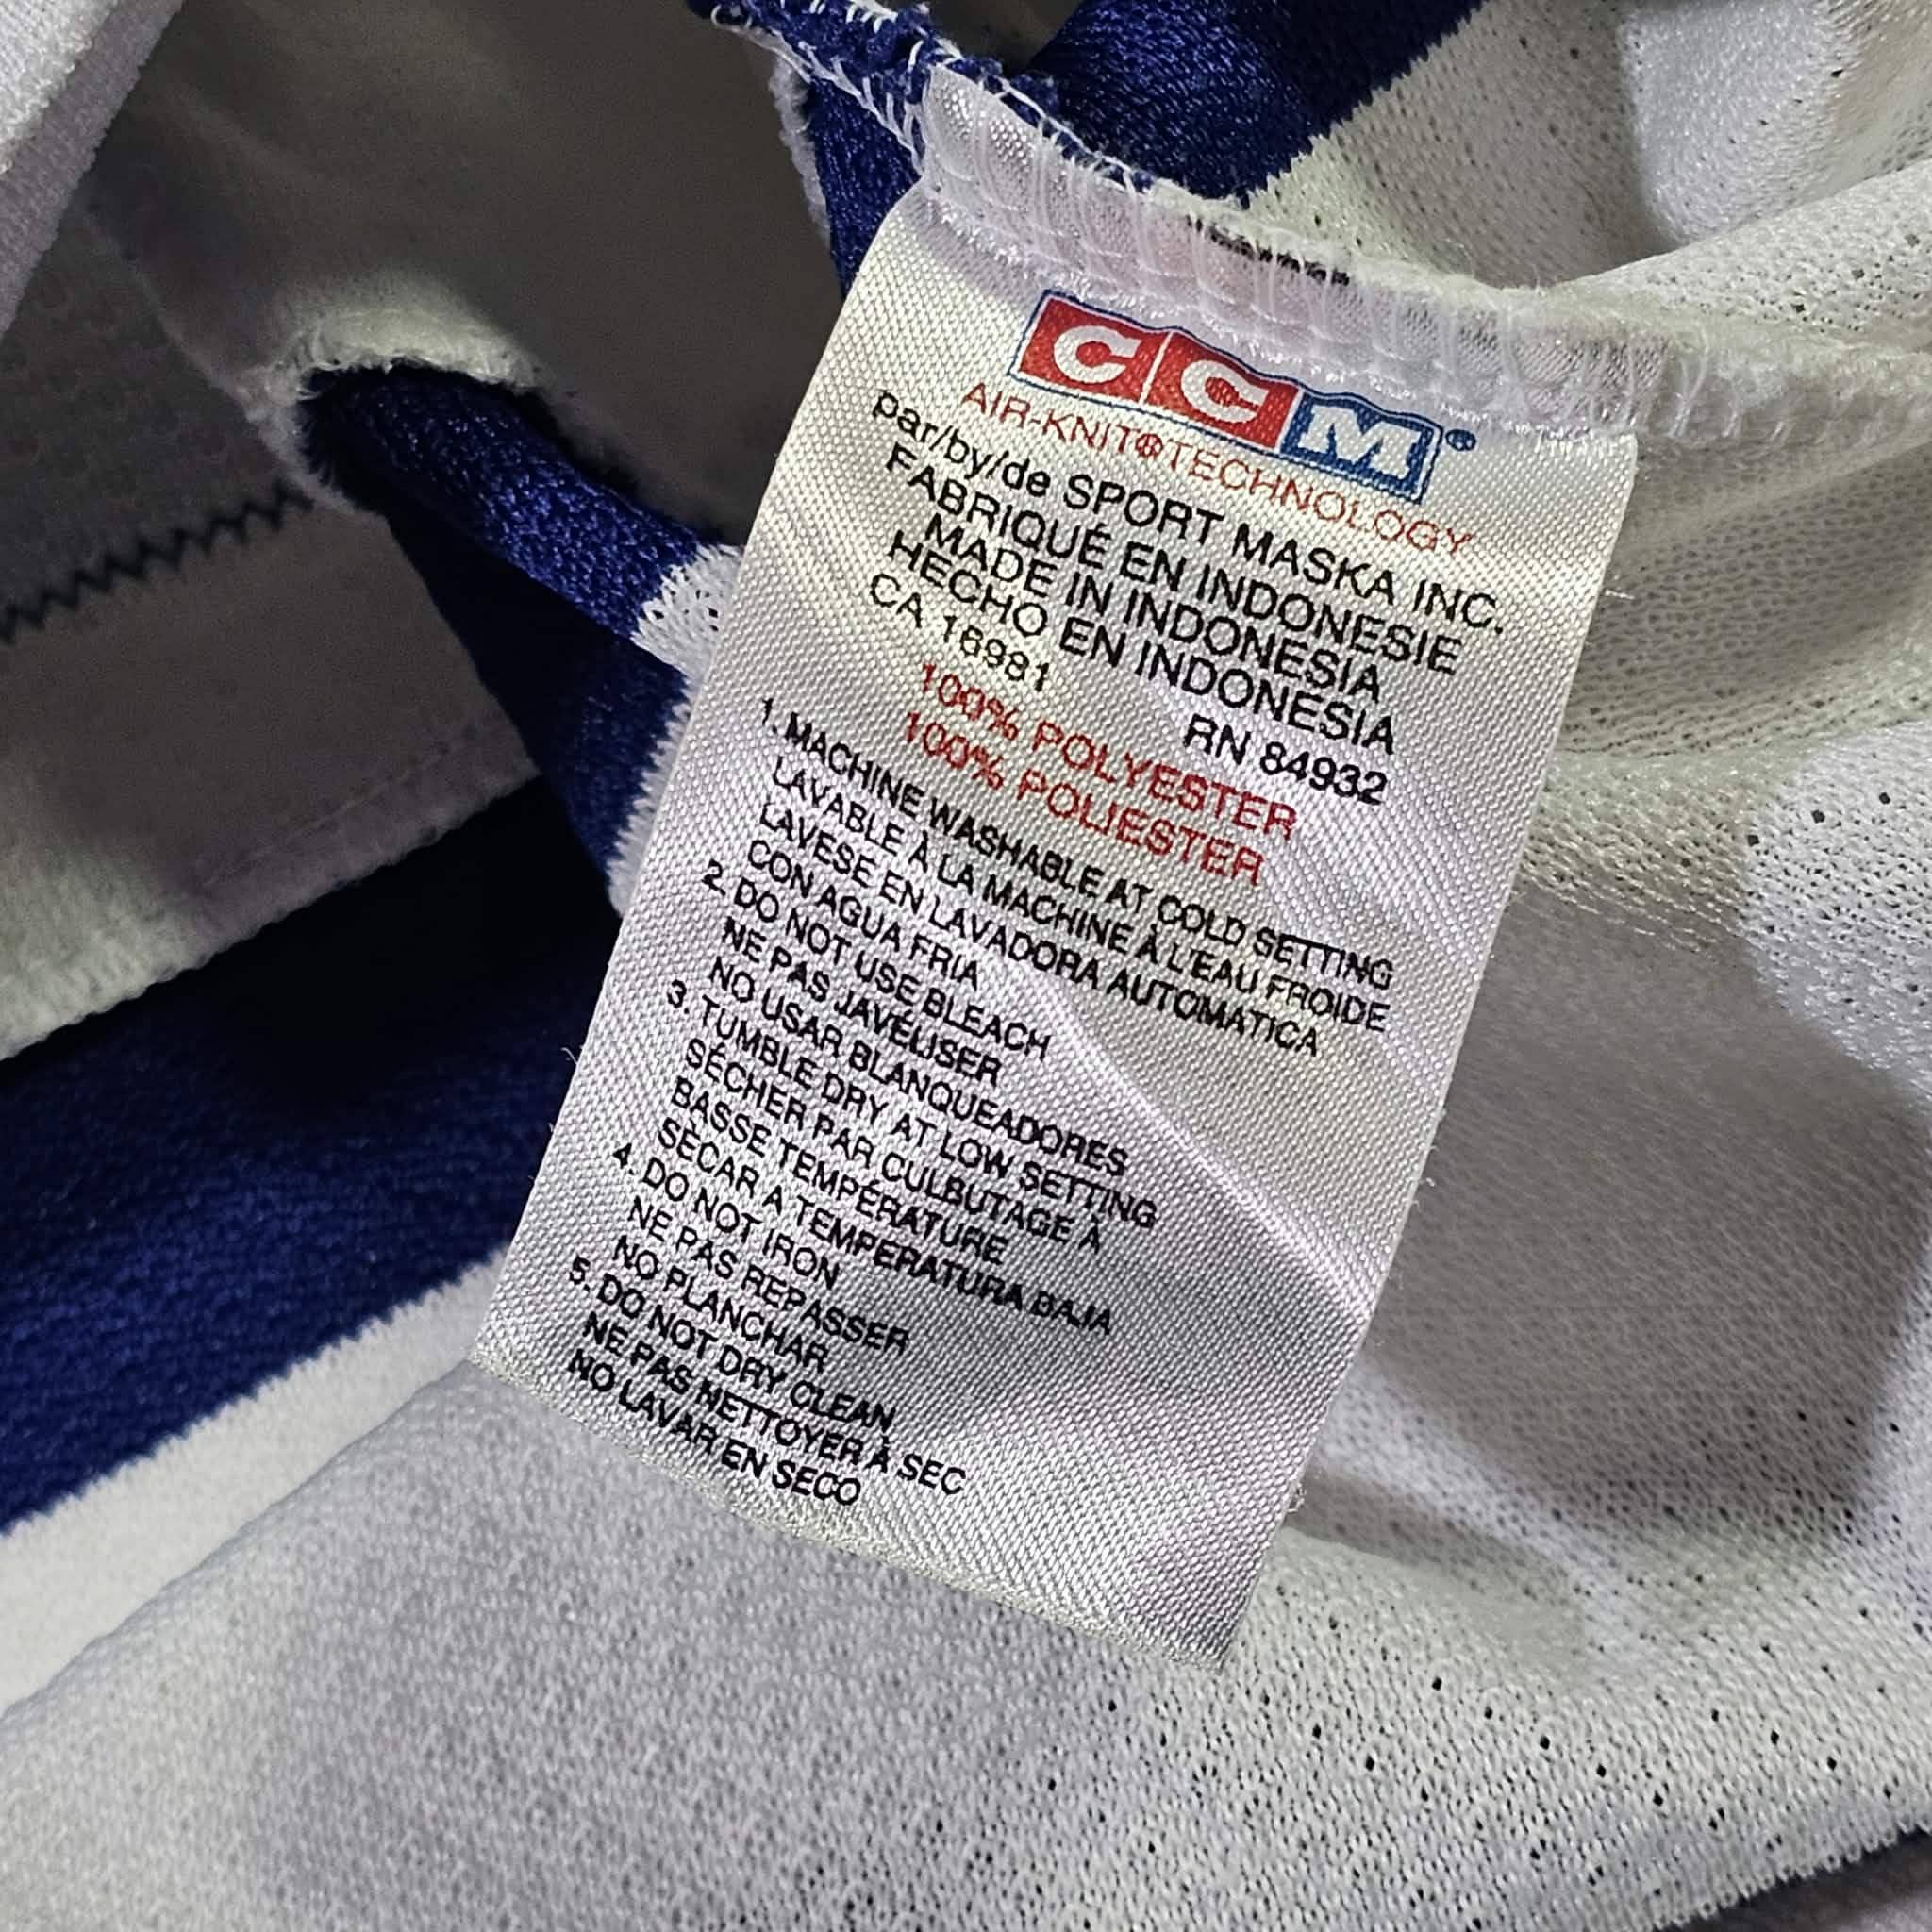 CCM®
AIR-KNIT®TECHNOLOGY
par/by/de SPORT MASKA INC.
FABRIQUÉ EN INDONESIE
MADE IN INDONESIA
HECHO EN INDONESIA
CA 16981 RN 84932
100% POLYESTER
100% POLIESTER
1. MACHINE WASHABLE AT COLD SETTING
LAVABLE À LA MACHINE À L'EAU FROIDE
LAVESE EN LAVADORA AUTOMATICA
CON AGUA FRIA
2. DO NOT USE BLEACH
NE PAS JAVÉLISER
NO USAR BLANQUEADORES
3. TUMBLE DRY AT LOW SETTING
SÉCHER PAR CULBUTAGE À
BASSE TEMPÉRATURE
SECAR A TEMPERATURA BAJA
4. DO NOT IRON
NE PAS REPASSER
NO PLANCHAR
5. DO NOT DRY CLEAN
NE PAS NETTOYER À SEC
NO LAVAR EN SECO